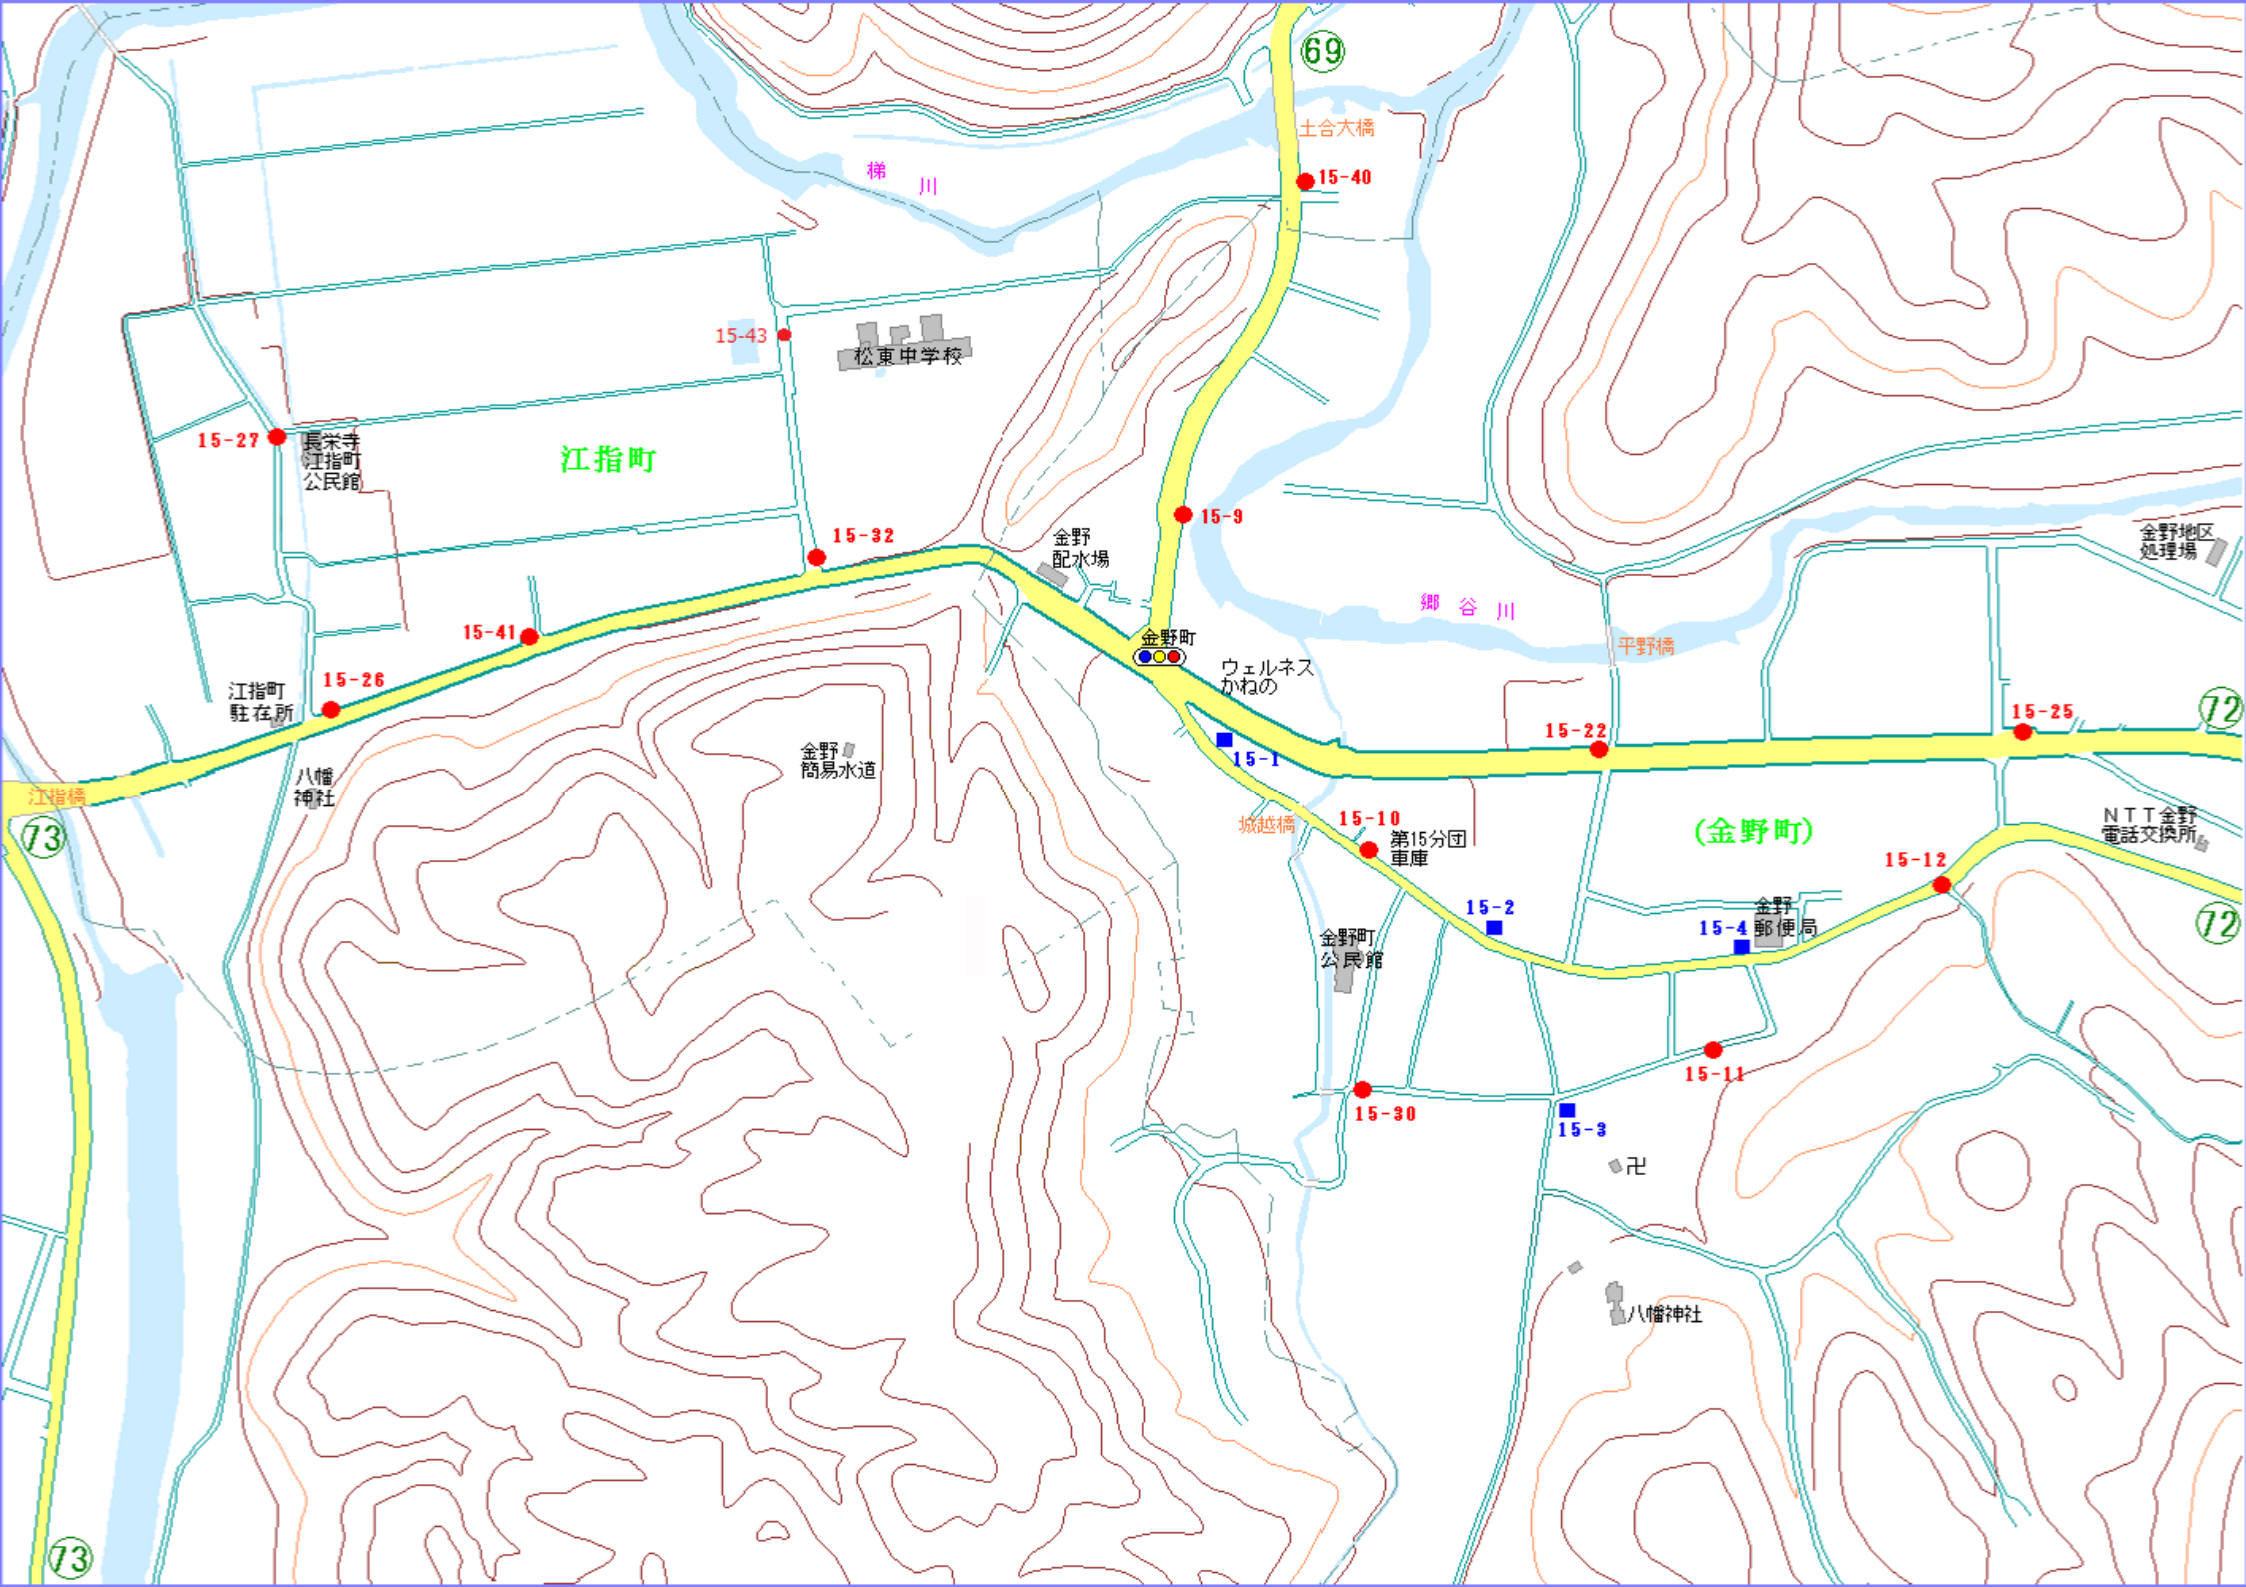 69
土合大橋
15-40
梯川
15-43
松東中学校
15-27
長栄寺
江指町
公民館
江指町
15-32
15-9
金野
配水場
金野地区
処理場
郷谷川
平野橋
15-41
金野町
ウェルネス
かねの
15-26
江指町
駐在所
15-22
15-25
72
15-1
金野
簡易水道
八幡
神社
江指橋
73
城越橋
15-10
第15分団
車庫
(金野町)
NTT金野
電話交換所
15-12
15-2
金野
郵便局
15-4
72
金野町
公民館
15-11
15-30
15-3
卍
八幡神社
73